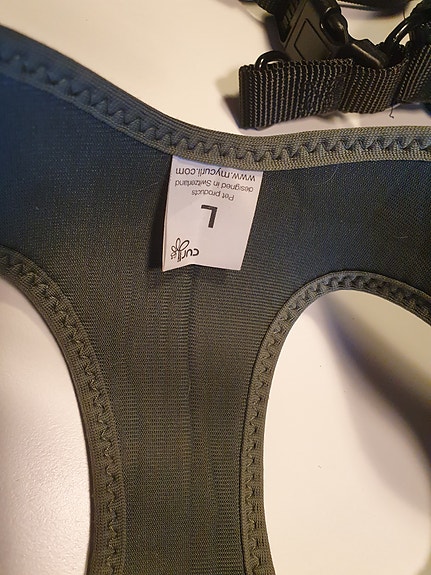 curli
L
Pet products
designed in Switzerland
www.mycurli.com